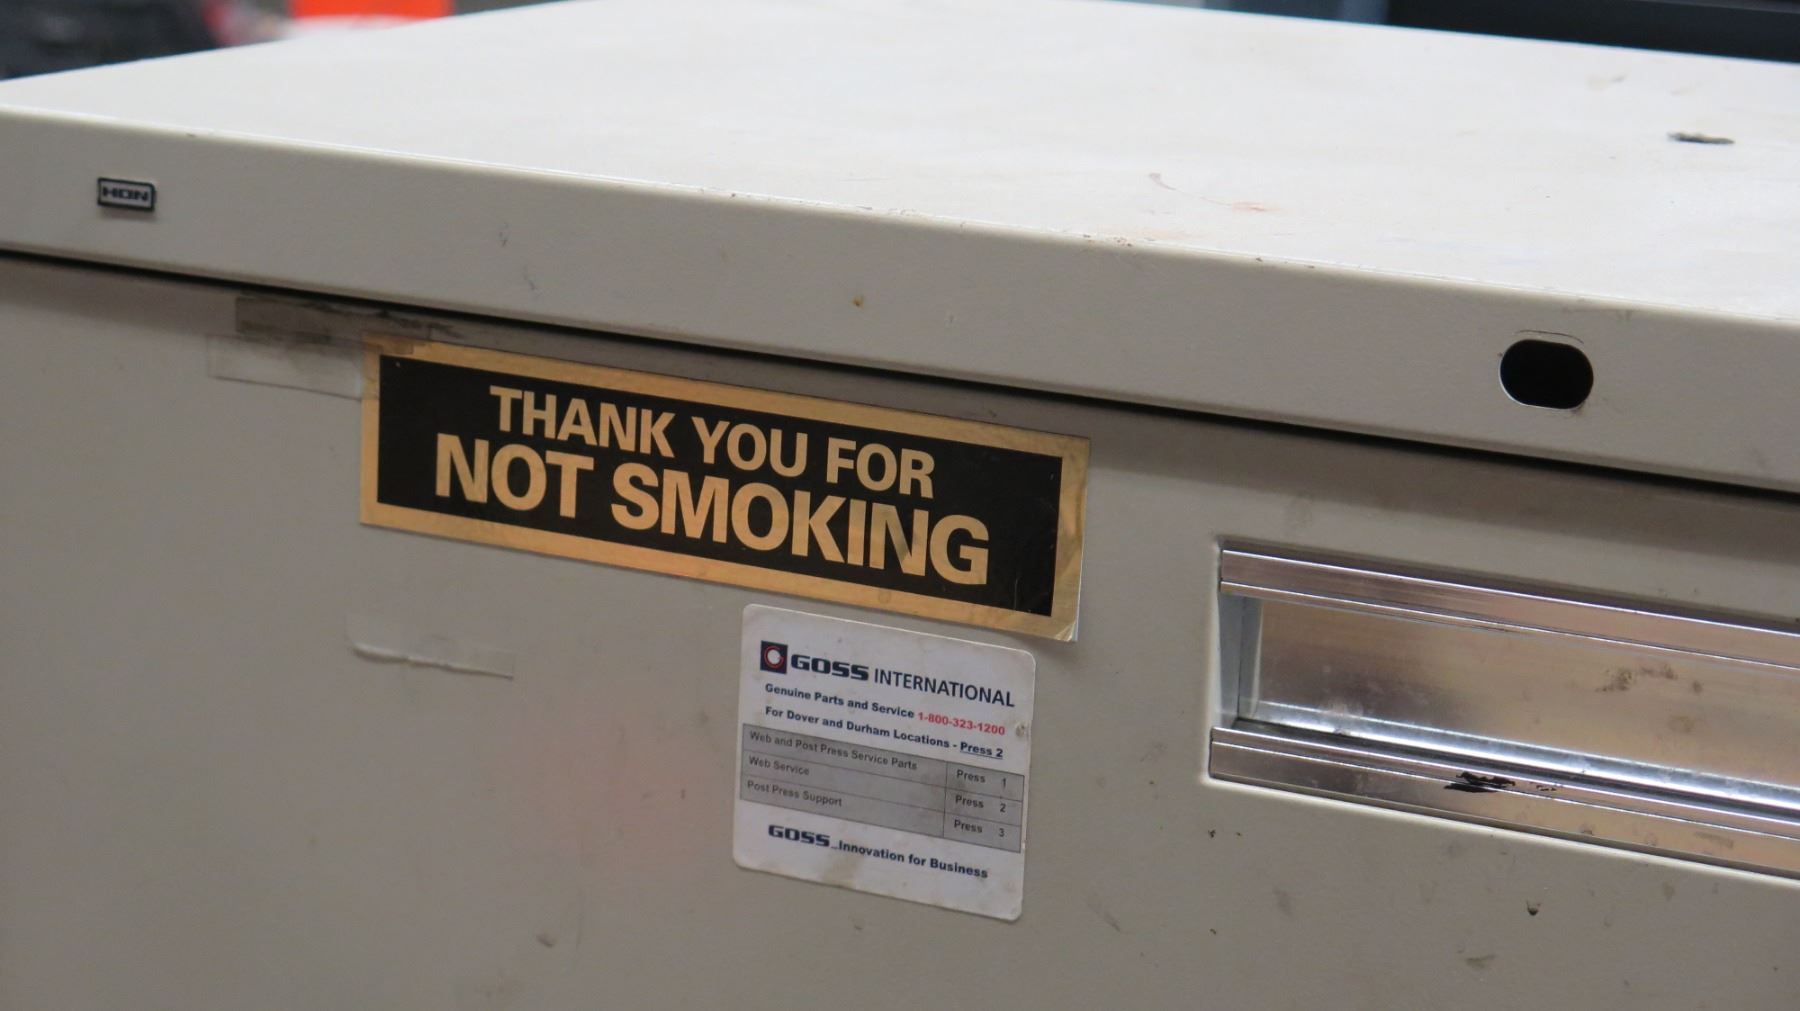 HON
THANK YOU FOR
NOT SMOKING
GOSS INTERNATIONAL
Genuine Parts and Service 1-800-323-1200
For Dover and Durham Locations - Press 2
Web and Post Press Service Parts Press 1
Web Service Press 2
Post Press Support Press 3
GOSS...Innovation for Business